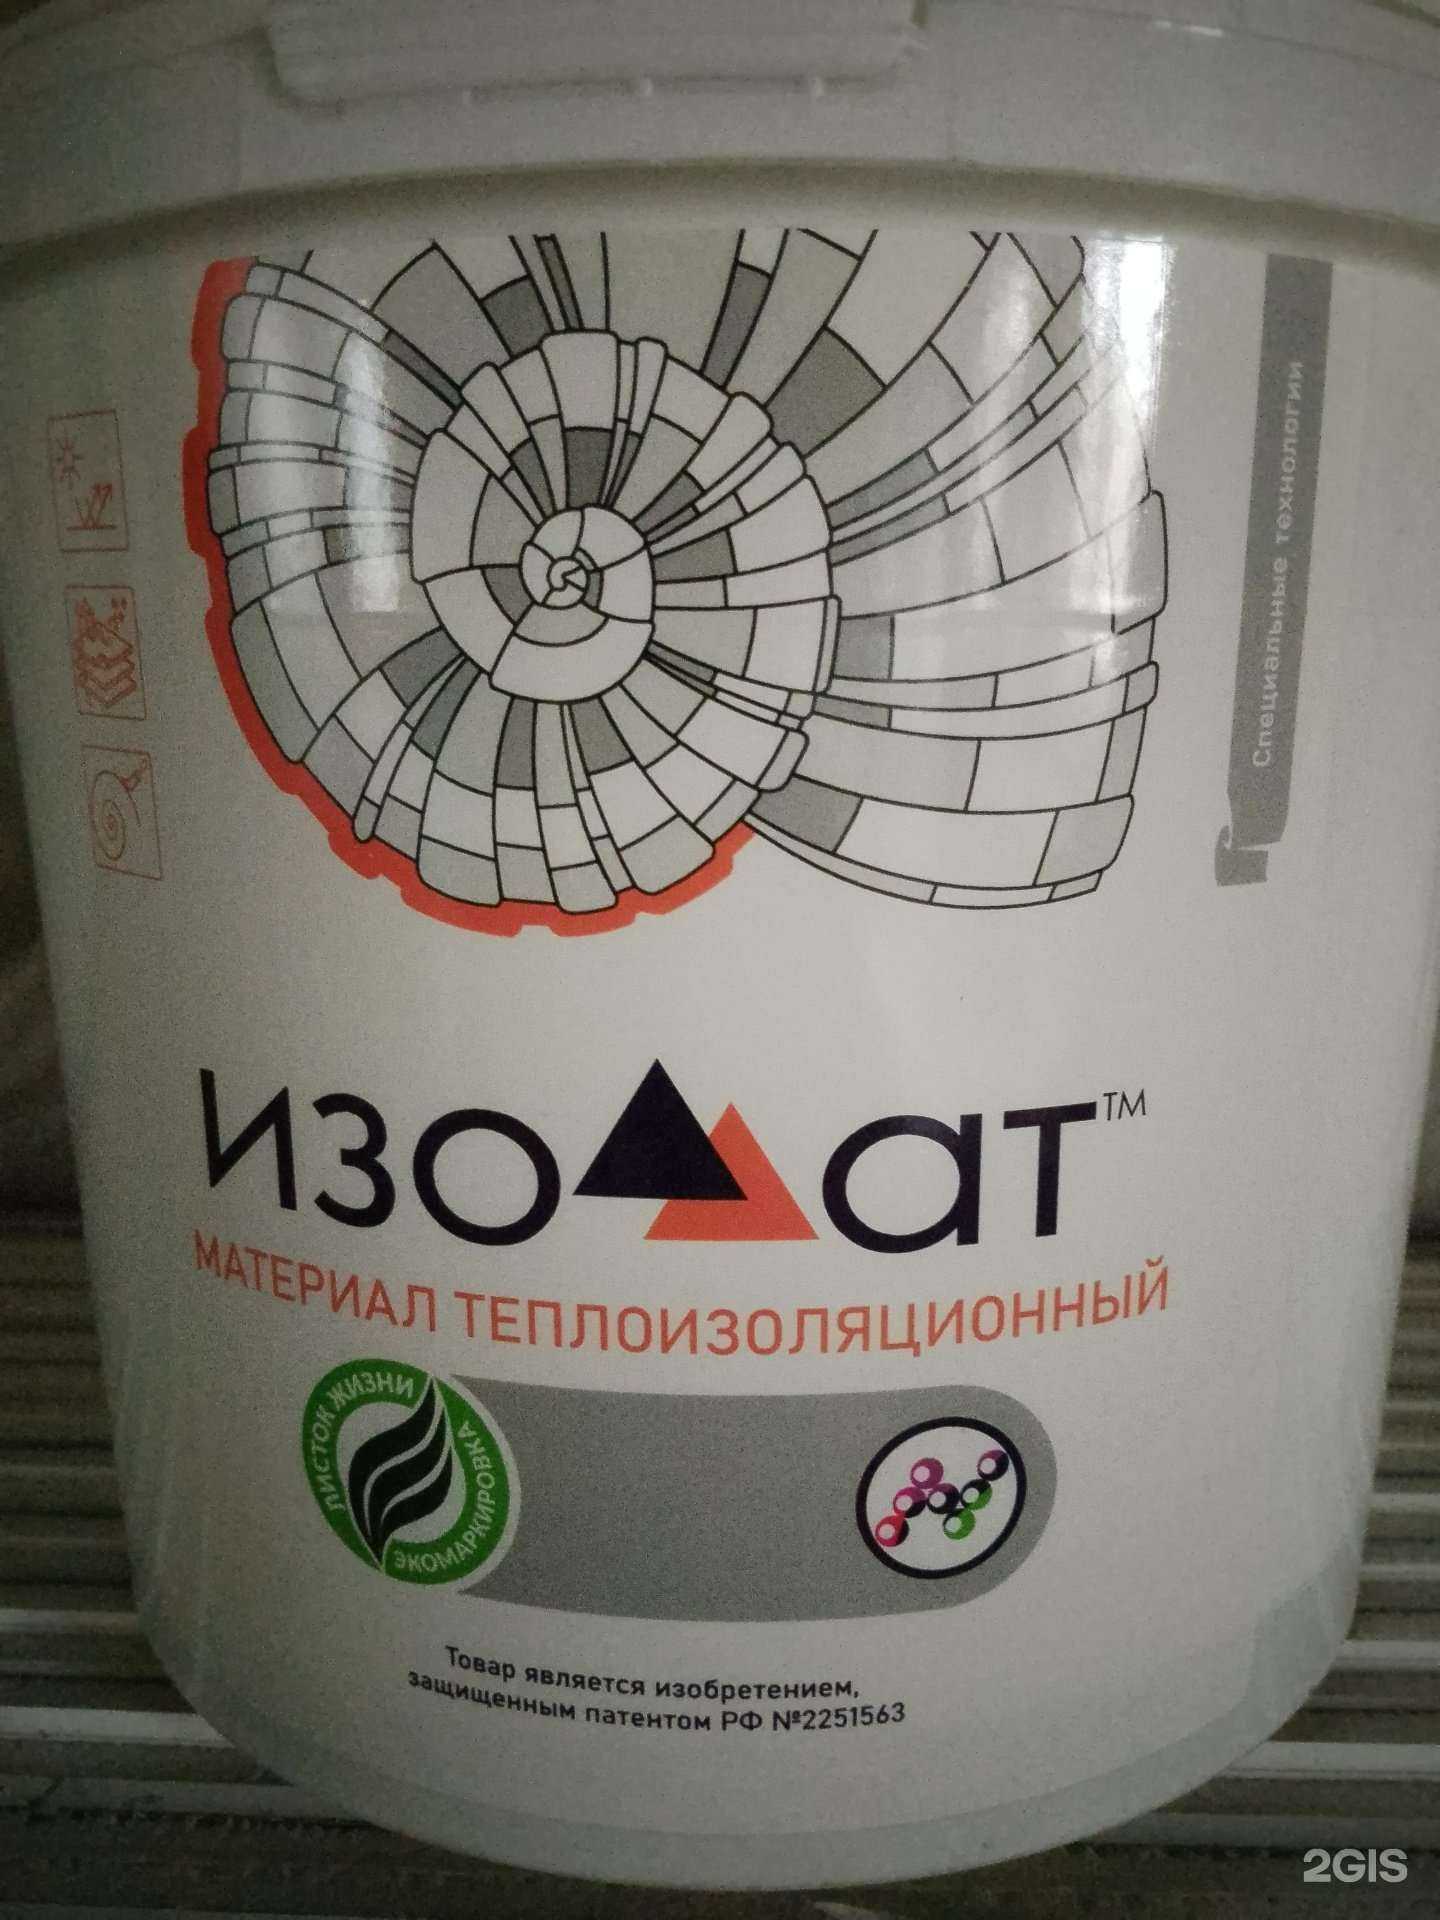 Специальные технологии
ИЗОЛАТ™
МАТЕРИАЛ ТЕПЛОИЗОЛЯЦИОННЫЙ
ЛИСТОК ЖИЗНИ
ЭКОМАРКИРОВКА
Товар является изобретением,
защищенным патентом РФ №2251563
2GIS